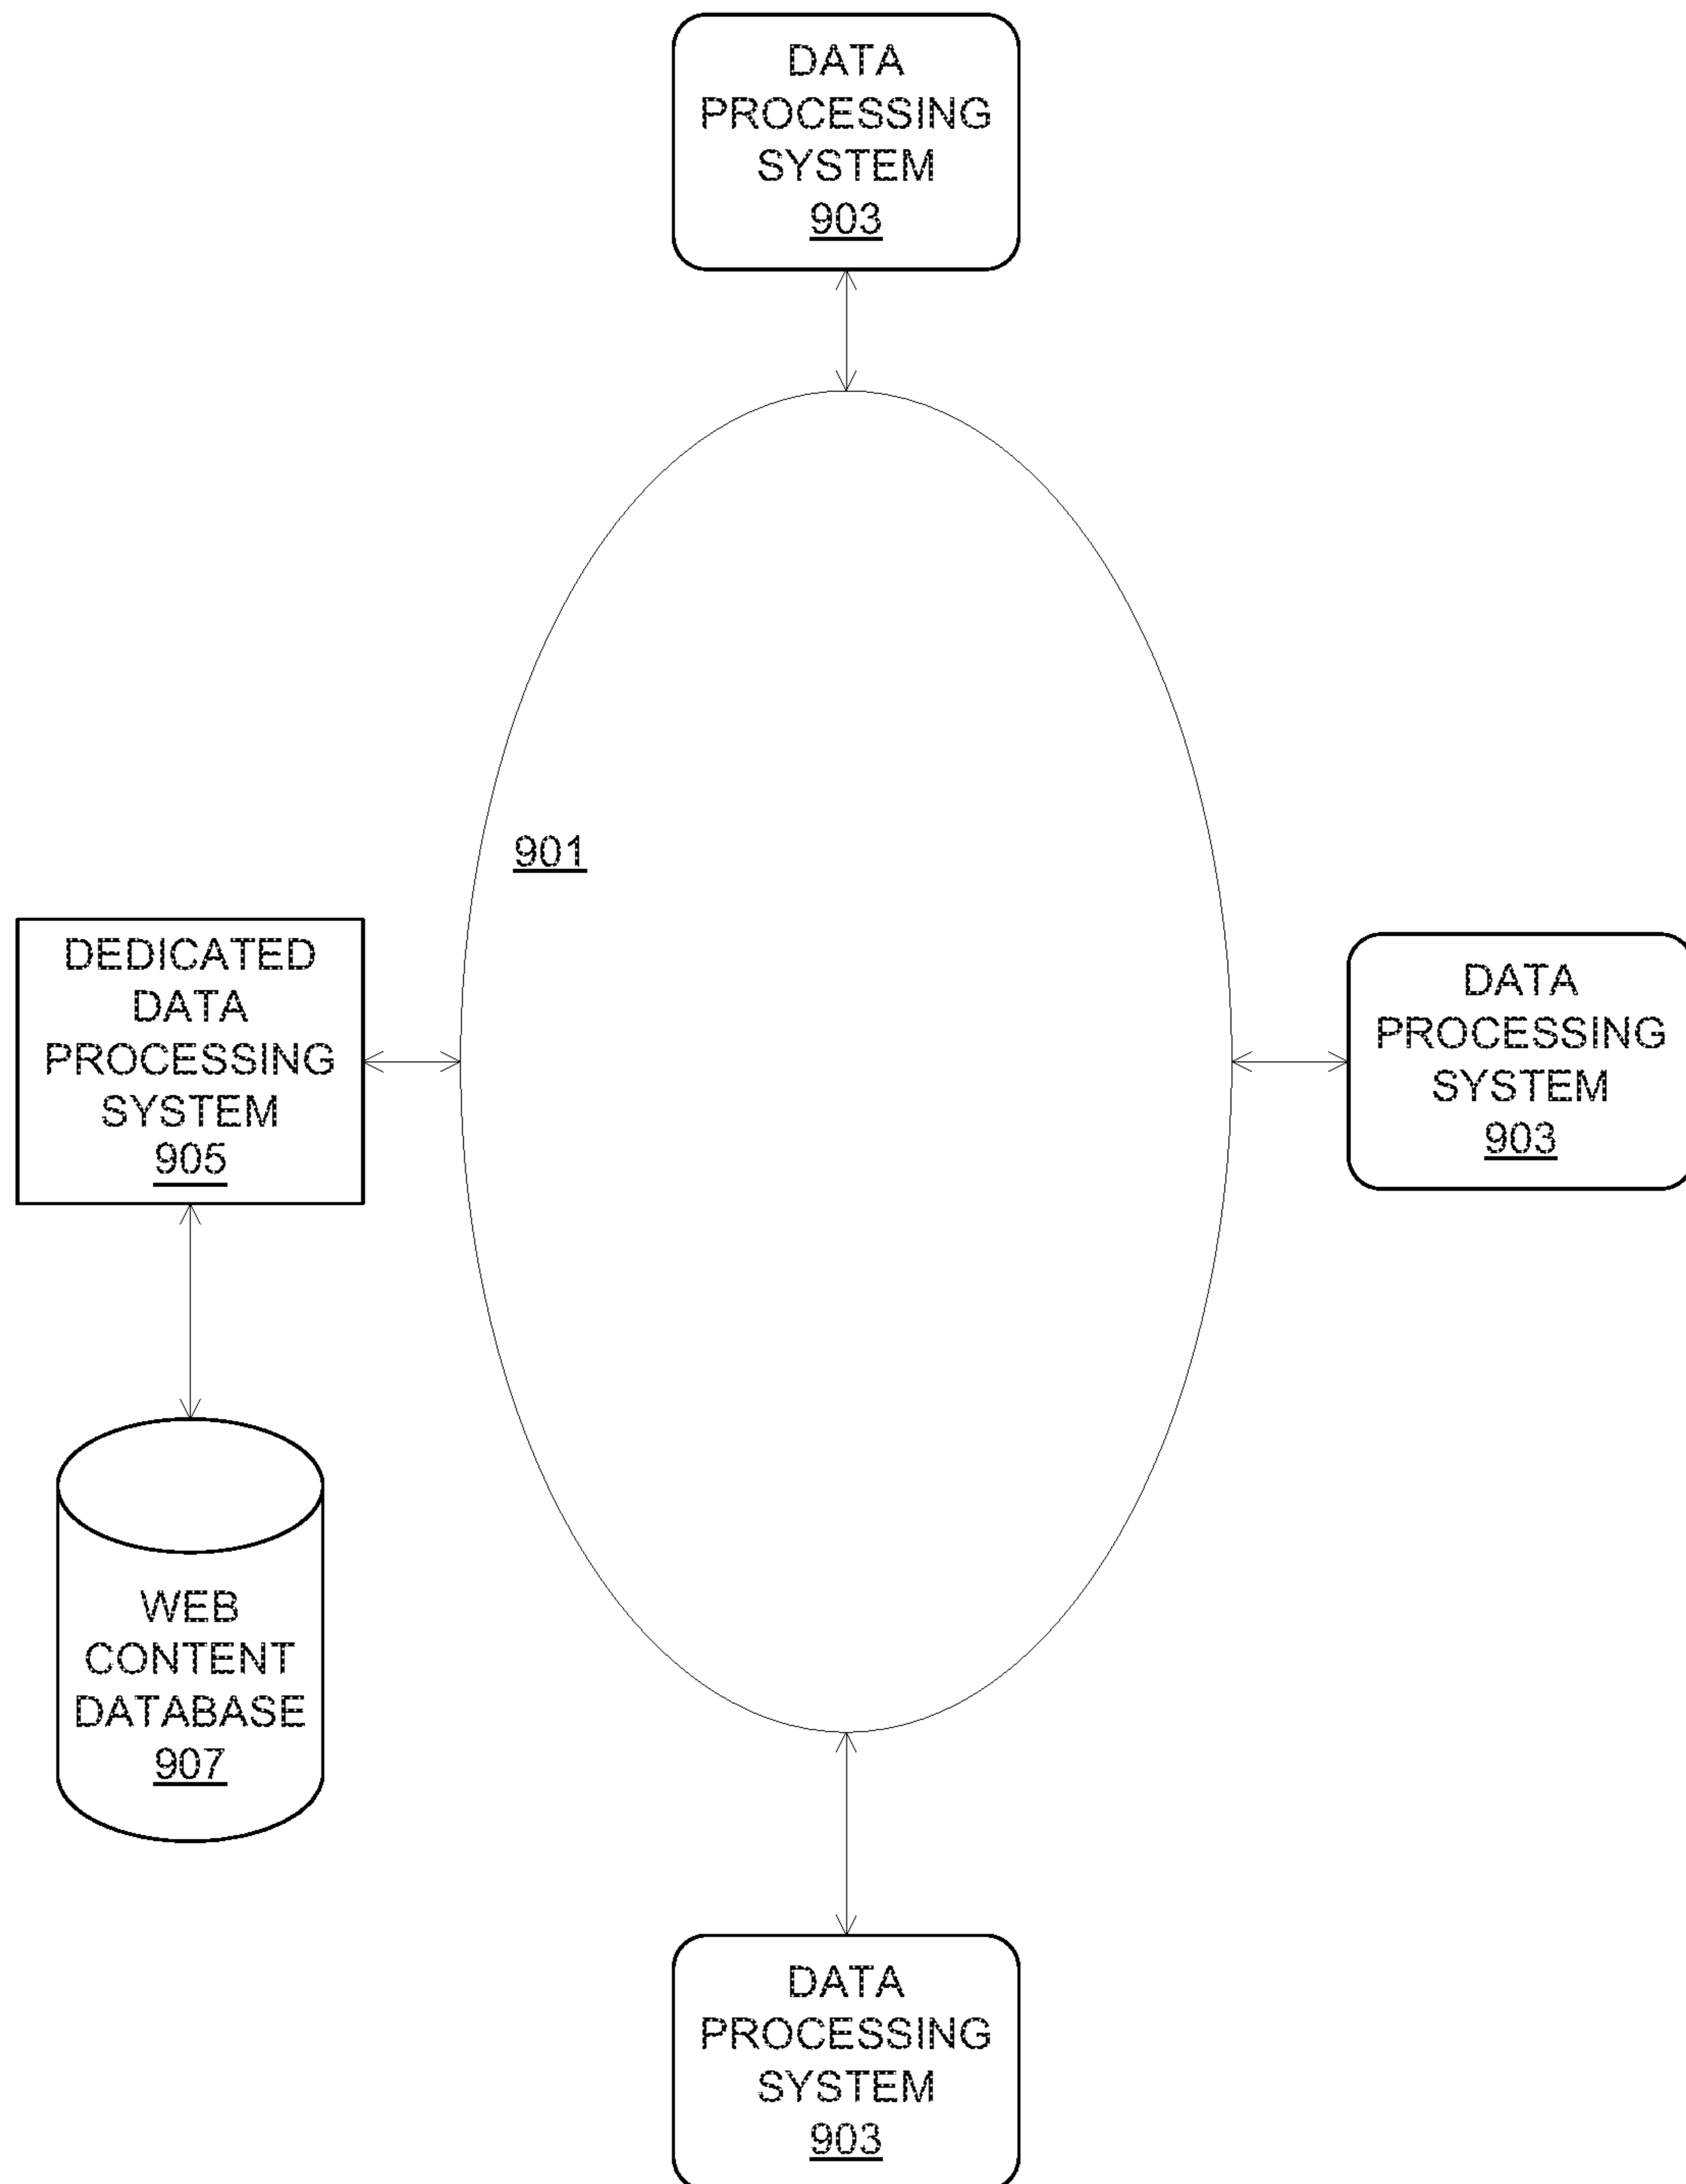 DATA
PROCESSING
SYSTEM
903
901
DEDICATED
DATA
PROCESSING
SYSTEM
905
DATA
PROCESSING
SYSTEM
903
WEB
CONTENT
DATABASE
907
DATA
PROCESSING
SYSTEM
903